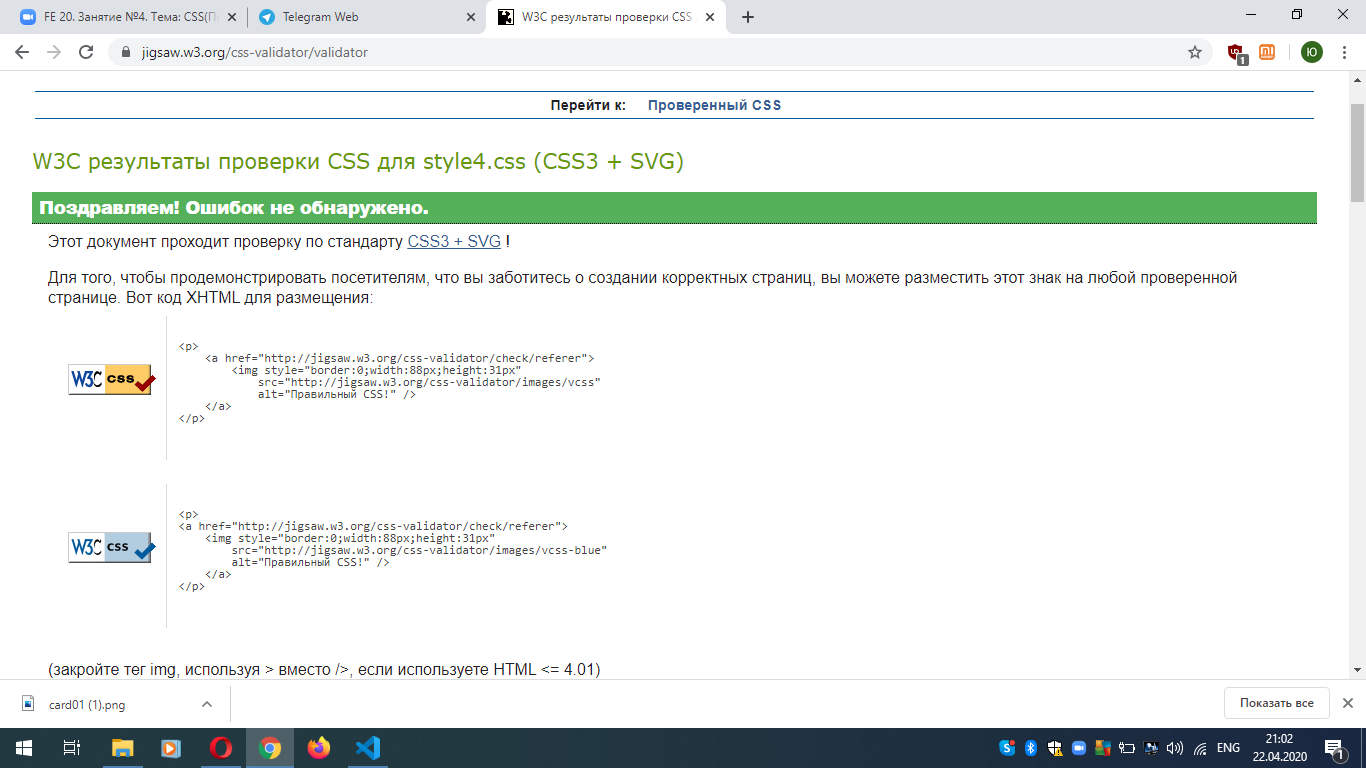 FE 20. Занятие №4. Тема: CSS(П
Telegram Web
W3C результаты проверки CSS
jigsaw.w3.org/css-validator/validator
1
Ю
Перейти к: Проверенный CSS
W3C результаты проверки CSS для style4.css (CSS3 + SVG)
Поздравляем! Ошибок не обнаружено.
Этот документ проходит проверку по стандарту CSS3 + SVG !
Для того, чтобы продемонстрировать посетителям, что вы заботитесь о создании корректных страниц, вы можете разместить этот знак на любой проверенной
странице. Вот код XHTML для размещения:
W3C css
<p>
<a href="http://jigsaw.w3.org/css-validator/check/referer">
<img style="border:0;width:88px;height:31px"
src="http://jigsaw.w3.org/css-validator/images/vcss"
alt="Правильный CSS!" />
</a>
</p>
W3C css
<p>
<a href="http://jigsaw.w3.org/css-validator/check/referer">
<img style="border:0;width:88px;height:31px"
src="http://jigsaw.w3.org/css-validator/images/vcss-blue"
alt="Правильный CSS!" />
</a>
</p>
(закройте тег img, используя > вместо />, если используете HTML <= 4.01)
card01 (1).png
Показать все
ENG
21:02
22.04.2020
1